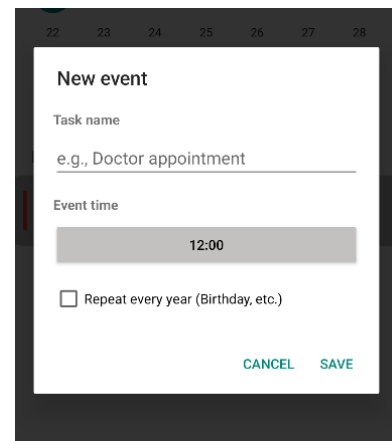 22 23 24 25 26 27 28
New event
Task name
e.g., Doctor appointment
Event time
12:00
Repeat every year (Birthday, etc.)
CANCEL SAVE